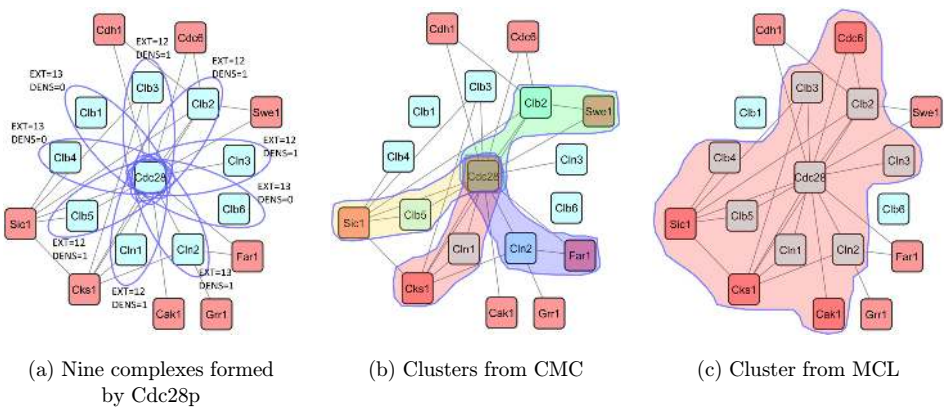 Cdh1
EXT=12
DENS=1
Cdc6
EXT=13
DENS=0
EXT=12
DENS=1
Clb3
Clb2
Clb1
Swe1
EXT=13
DENS=0
EXT=12
DENS=1
Clb4
Cln3
Cdc28
EXT=13
DENS=0
Clb6
Sic1
Clb5
EXT=12
DENS=1
Cln1
Cln2
Far1
EXT=13
DENS=1
Cks1
EXT=12
DENS=1
Cak1
Grr1
(a) Nine complexes formed
by Cdc28p
Cdh1
Cdc6
Clb3
Clb2
Clb1
Swe1
Clb4
Cln3
Cdc28
Clb6
Sic1
Clb5
Cln1
Cln2
Far1
Cks1
Cak1
Grr1
(b) Clusters from CMC
Cdh1
Cdc6
Clb3
Clb2
Clb1
Swe1
Clb4
Cln3
Cdc28
Clb6
Sic1
Clb5
Cln1
Cln2
Far1
Cks1
Cak1
Grr1
(c) Cluster from MCL